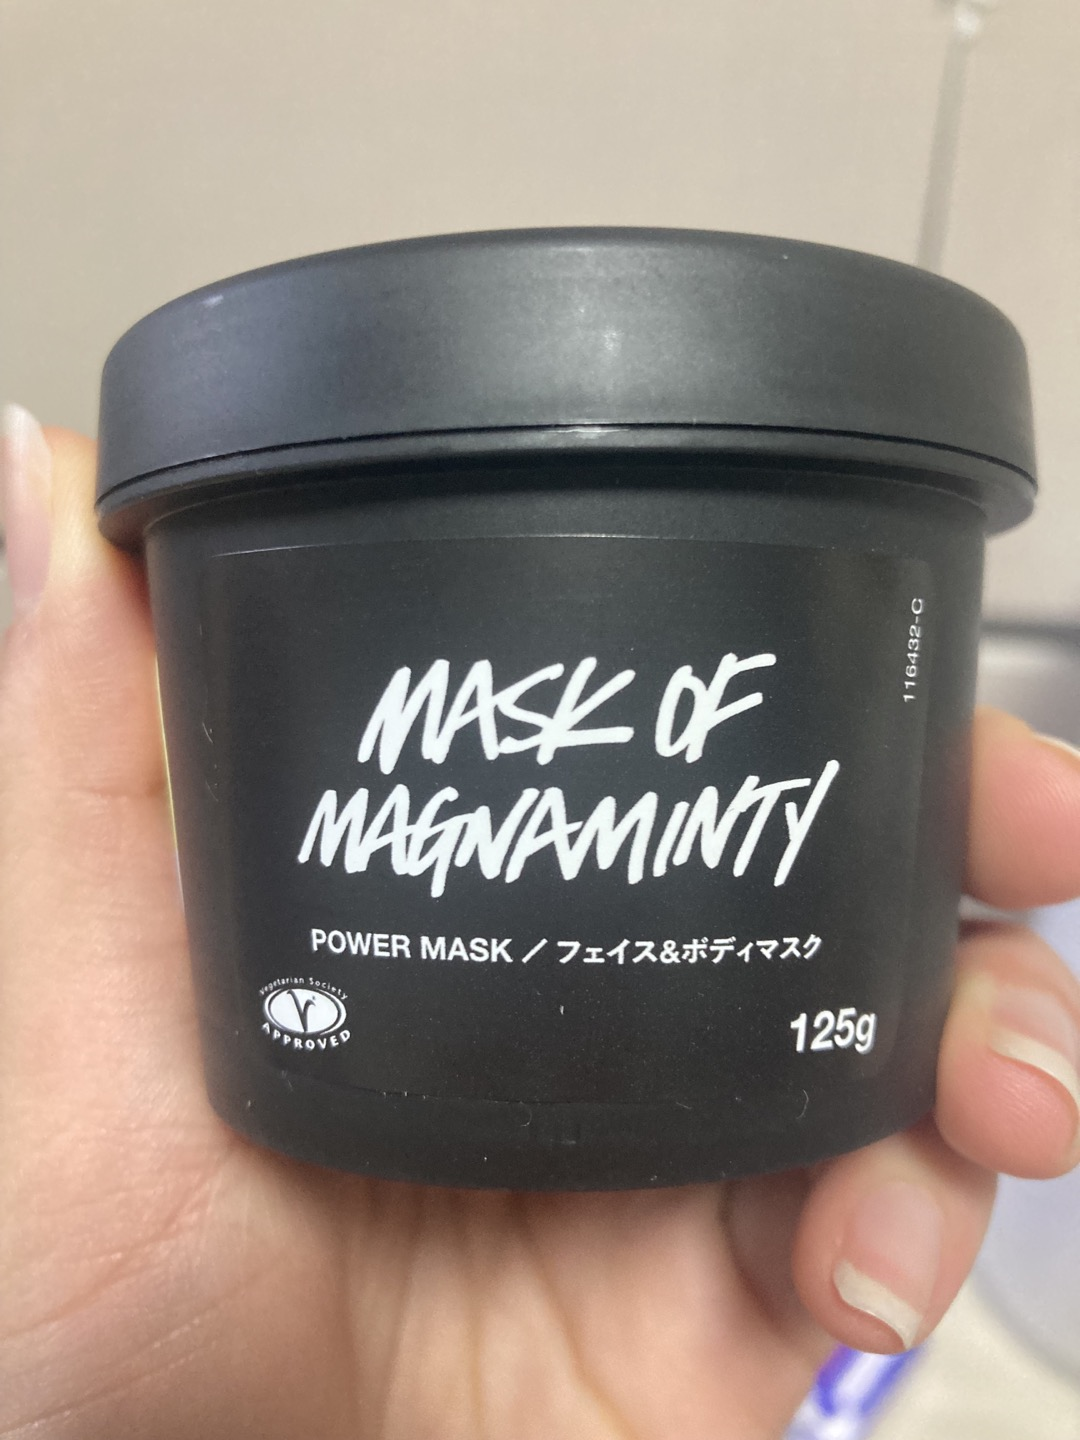 116432-C
MASK OF
MAGNAMINTY
POWER MASK / フェイス&ボディマスク
Vegetarian Society
APPROVED
125g